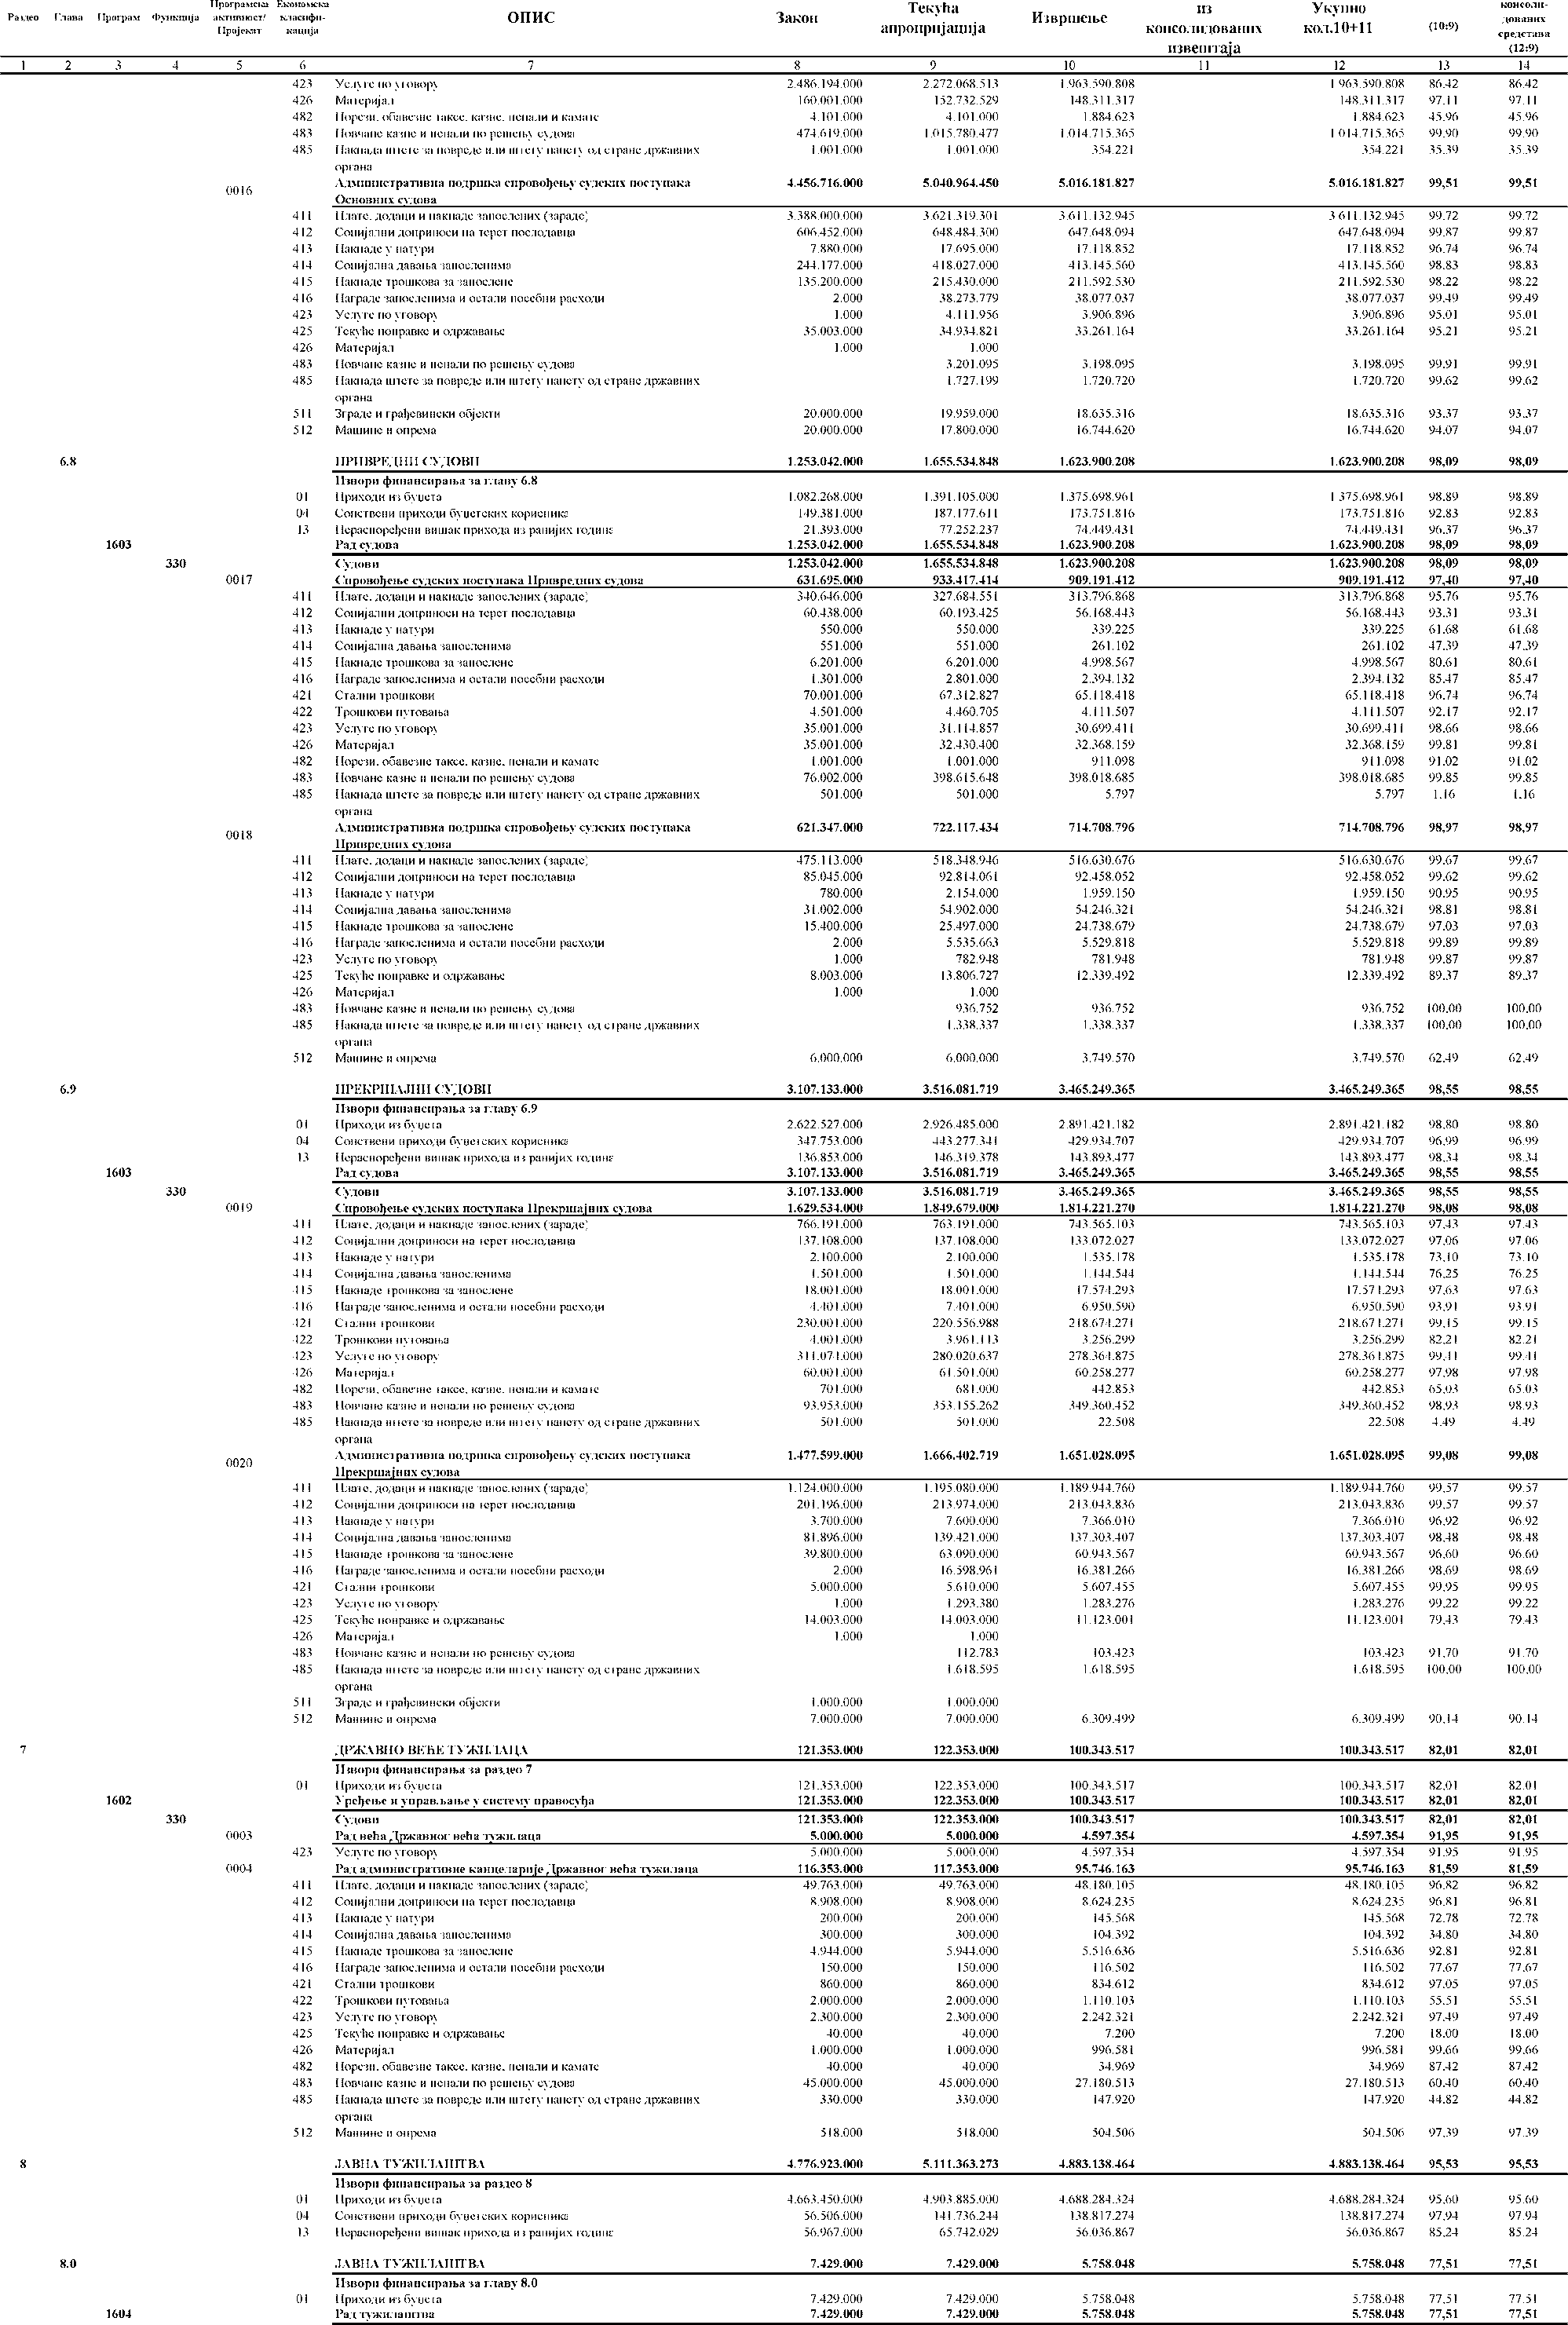 Раздео Глава Програм Функција Програмска активност/ Пројекат Економска класифи- кација ОПИС Закон Текућа апропријација Извршење из консолидованих извештаја Укупно кол.10+11 (10:9) консоли- дованих средстава (12:9)
1 2 3 4 5 6 7 8 9 10 11 12 13 14
423 Услуге по уговору 2.486.194.000 2.272.068.513 1.963.590.808 1.963.590.808 86,42 86,42
426 Материјал 160.001.000 152.732.529 148.311.317 148.311.317 97,11 97,11
482 Порези, обавезне таксе, казне, пенали и камате 4.101.000 4.101.000 1.884.623 1.884.623 45,96 45,96
483 Новчане казне и пенали по решењу судова 474.619.000 1.015.780.477 1.014.715.365 1.014.715.365 99,90 99,90
485 Накнада штете за повреде или штету нанету од стране државних 1.001.000 1.001.000 354.221 354.221 35,39 35,39
органа
0016 Административна подршка спровођењу судских поступака 4.456.716.000 5.040.964.450 5.016.181.827 5.016.181.827 99,51 99,51
Основних судова
411 Плате, додаци и накнаде запослених (зараде) 3.388.000.000 3.621.319.301 3.611.132.945 3.611.132.945 99,72 99,72
412 Социјални доприноси на терет послодавца 606.452.000 648.484.300 647.648.094 647.648.094 99,87 99,87
413 Накнаде у натури 7.880.000 17.695.000 17.118.852 17.118.852 96,74 96,74
414 Социјална давања запосленима 244.177.000 418.027.000 413.145.560 413.145.560 98,83 98,83
415 Накнаде трошкова за запослене 135.200.000 215.430.000 211.592.530 211.592.530 98,22 98,22
416 Награде запосленима и остали посебни расходи 2.000 38.273.779 38.077.037 38.077.037 99,49 99,49
423 Услуге по уговору 1.000 4.111.956 3.906.896 3.906.896 95,01 95,01
425 Текуће поправке и одржавање 35.003.000 34.934.821 33.261.164 33.261.164 95,21 95,21
426 Материјал 1.000 1.000
483 Новчане казне и пенали по решењу судова 3.201.095 3.198.095 3.198.095 99,91 99,91
485 Накнада штете за повреде или штету нанету од стране државних 1.727.199 1.720.720 1.720.720 99,62 99,62
органа
511 Зграде и грађевински објекти 20.000.000 19.959.000 18.635.316 18.635.316 93,37 93,37
512 Машине и опрема 20.000.000 17.800.000 16.744.620 16.744.620 94,07 94,07
6.8 ПРИВРЕДНИ СУДОВИ 1.253.042.000 1.655.534.848 1.623.900.208 1.623.900.208 98,09 98,09
Извори финансирања за главу 6.8
01 Приходи из буџета 1.082.268.000 1.391.105.000 1.375.698.961 1.375.698.961 98,89 98,89
04 Сопствени приходи буџетских корисника 149.381.000 187.177.611 173.751.816 173.751.816 92,83 92,83
13 Нераспоређени вишак прихода из ранијих година 21.393.000 77.252.237 74.449.431 74.449.431 96,37 96,37
1603 Рад судова 1.253.042.000 1.655.534.848 1.623.900.208 1.623.900.208 98,09 98,09
330 Судови 1.253.042.000 1.655.534.848 1.623.900.208 1.623.900.208 98,09 98,09
0017 Спровођење судских поступака Привредних судова 631.695.000 933.417.414 909.191.412 909.191.412 97,40 97,40
411 Плате, додаци и накнаде запослених (зараде) 340.646.000 327.684.551 313.796.868 313.796.868 95,76 95,76
412 Социјални доприноси на терет послодавца 60.438.000 60.193.425 56.168.443 56.168.443 93,31 93,31
413 Накнаде у натури 550.000 550.000 339.225 339.225 61,68 61,68
414 Социјална давања запосленима 551.000 551.000 261.102 261.102 47,39 47,39
415 Накнаде трошкова за запослене 6.201.000 6.201.000 4.998.567 4.998.567 80,61 80,61
416 Награде запосленима и остали посебни расходи 1.301.000 2.801.000 2.394.132 2.394.132 85,47 85,47
421 Стални трошкови 70.001.000 67.312.827 65.118.418 65.118.418 96,74 96,74
422 Трошкови путовања 4.501.000 4.460.705 4.111.507 4.111.507 92,17 92,17
423 Услуге по уговору 35.001.000 31.114.857 30.699.411 30.699.411 98,66 98,66
426 Материјал 35.001.000 32.430.400 32.368.159 32.368.159 99,81 99,81
482 Порези, обавезне таксе, казне, пенали и камате 1.001.000 1.001.000 911.098 911.098 91,02 91,02
483 Новчане казне и пенали по решењу судова 76.002.000 398.615.648 398.018.685 398.018.685 99,85 99,85
485 Накнада штете за повреде или штету нанету од стране државних 501.000 501.000 5.797 5.797 1,16 1,16
органа
0018 Административна подршка спровођењу судских поступака 621.347.000 722.117.434 714.708.796 714.708.796 98,97 98,97
Привредних судова
411 Плате, додаци и накнаде запослених (зараде) 475.113.000 518.348.946 516.630.676 516.630.676 99,67 99,67
412 Социјални доприноси на терет послодавца 85.045.000 92.814.061 92.458.052 92.458.052 99,62 99,62
413 Накнаде у натури 780.000 2.154.000 1.959.150 1.959.150 90,95 90,95
414 Социјална давања запосленима 31.002.000 54.902.000 54.246.321 54.246.321 98,81 98,81
415 Накнаде трошкова за запослене 15.400.000 25.497.000 24.738.679 24.738.679 97,03 97,03
416 Награде запосленима и остали посебни расходи 2.000 5.535.663 5.529.818 5.529.818 99,89 99,89
423 Услуге по уговору 1.000 782.948 781.948 781.948 99,87 99,87
425 Текуће поправке и одржавање 8.003.000 13.806.727 12.339.492 12.339.492 89,37 89,37
426 Материјал 1.000 1.000
483 Новчане казне и пенали по решењу судова 936.752 936.752 936.752 100,00 100,00
485 Накнада штете за повреде или штету нанету од стране државних 1.338.337 1.338.337 1.338.337 100,00 100,00
органа
512 Машине и опрема 6.000.000 6.000.000 3.749.570 3.749.570 62,49 62,49
6.9 ПРЕКРШАЈНИ СУДОВИ 3.107.133.000 3.516.081.719 3.465.249.365 3.465.249.365 98,55 98,55
Извори финансирања за главу 6.9
01 Приходи из буџета 2.622.527.000 2.926.485.000 2.891.421.182 2.891.421.182 98,80 98,80
04 Сопствени приходи буџетских корисника 347.753.000 443.277.341 429.934.707 429.934.707 96,99 96,99
13 Нераспоређени вишак прихода из ранијих година 136.853.000 146.319.378 143.893.477 143.893.477 98,34 98,34
1603 Рад судова 3.107.133.000 3.516.081.719 3.465.249.365 3.465.249.365 98,55 98,55
330 Судови 3.107.133.000 3.516.081.719 3.465.249.365 3.465.249.365 98,55 98,55
0019 Спровођење судских поступака Прекршајних судова 1.629.534.000 1.849.679.000 1.814.221.270 1.814.221.270 98,08 98,08
411 Плате, додаци и накнаде запослених (зараде) 766.191.000 763.191.000 743.565.103 743.565.103 97,43 97,43
412 Социјални доприноси на терет послодавца 137.108.000 137.108.000 133.072.027 133.072.027 97,06 97,06
413 Накнаде у натури 2.100.000 2.100.000 1.535.178 1.535.178 73,10 73,10
414 Социјална давања запосленима 1.501.000 1.501.000 1.144.544 1.144.544 76,25 76,25
415 Накнаде трошкова за запослене 18.001.000 18.001.000 17.574.293 17.574.293 97,63 97,63
416 Награде запосленима и остали посебни расходи 4.401.000 7.401.000 6.950.590 6.950.590 93,91 93,91
421 Стални трошкови 230.001.000 220.556.988 218.674.271 218.674.271 99,15 99,15
422 Трошкови путовања 4.001.000 3.961.113 3.256.299 3.256.299 82,21 82,21
423 Услуге по уговору 311.074.000 280.020.637 278.364.875 278.364.875 99,41 99,41
426 Материјал 60.001.000 61.501.000 60.258.277 60.258.277 97,98 97,98
482 Порези, обавезне таксе, казне, пенали и камате 701.000 681.000 442.853 442.853 65,03 65,03
483 Новчане казне и пенали по решењу судова 93.953.000 353.155.262 349.360.452 349.360.452 98,93 98,93
485 Накнада штете за повреде или штету нанету од стране државних 501.000 501.000 22.508 22.508 4,49 4,49
органа
0020 Административна подршка спровођењу судских поступака 1.477.599.000 1.666.402.719 1.651.028.095 1.651.028.095 99,08 99,08
Прекршајних судова
411 Плате, додаци и накнаде запослених (зараде) 1.124.000.000 1.195.080.000 1.189.944.760 1.189.944.760 99,57 99,57
412 Социјални доприноси на терет послодавца 201.196.000 213.974.000 213.043.836 213.043.836 99,57 99,57
413 Накнаде у натури 3.700.000 7.600.000 7.366.010 7.366.010 96,92 96,92
414 Социјална давања запосленима 81.896.000 139.421.000 137.303.407 137.303.407 98,48 98,48
415 Накнаде трошкова за запослене 39.800.000 63.090.000 60.943.567 60.943.567 96,60 96,60
416 Награде запосленима и остали посебни расходи 2.000 16.598.961 16.381.266 16.381.266 98,69 98,69
421 Стални трошкови 5.000.000 5.610.000 5.607.455 5.607.455 99,95 99,95
423 Услуге по уговору 1.000 1.293.380 1.283.276 1.283.276 99,22 99,22
425 Текуће поправке и одржавање 14.003.000 14.003.000 11.123.001 11.123.001 79,43 79,43
426 Материјал 1.000 1.000
483 Новчане казне и пенали по решењу судова 112.783 103.423 103.423 91,70 91,70
485 Накнада штете за повреде или штету нанету од стране државних 1.618.595 1.618.595 1.618.595 100,00 100,00
органа
511 Зграде и грађевински објекти 1.000.000 1.000.000
512 Машине и опрема 7.000.000 7.000.000 6.309.499 6.309.499 90,14 90,14
7 ДРЖАВНО ВЕЋЕ ТУЖИЛАЦА 121.353.000 122.353.000 100.343.517 100.343.517 82,01 82,01
Извори финансирања за раздео 7
01 Приходи из буџета 121.353.000 122.353.000 100.343.517 100.343.517 82,01 82,01
1602 Уређење и управљање у систему правосуђа 121.353.000 122.353.000 100.343.517 100.343.517 82,01 82,01
330 Судови 121.353.000 122.353.000 100.343.517 100.343.517 82,01 82,01
0003 Рад већа Државног већа тужилаца 5.000.000 5.000.000 4.597.354 4.597.354 91,95 91,95
423 Услуге по уговору 5.000.000 5.000.000 4.597.354 4.597.354 91,95 91,95
0004 Рад административне канцеларије Државног већа тужилаца 116.353.000 117.353.000 95.746.163 95.746.163 81,59 81,59
411 Плате, додаци и накнаде запослених (зараде) 49.763.000 49.763.000 48.180.105 48.180.105 96,82 96,82
412 Социјални доприноси на терет послодавца 8.908.000 8.908.000 8.624.235 8.624.235 96,81 96,81
413 Накнаде у натури 200.000 200.000 145.568 145.568 72,78 72,78
414 Социјална давања запосленима 300.000 300.000 104.392 104.392 34,80 34,80
415 Накнаде трошкова за запослене 4.944.000 5.944.000 5.516.636 5.516.636 92,81 92,81
416 Награде запосленима и остали посебни расходи 150.000 150.000 116.502 116.502 77,67 77,67
421 Стални трошкови 860.000 860.000 834.612 834.612 97,05 97,05
422 Трошкови путовања 2.000.000 2.000.000 1.110.103 1.110.103 55,51 55,51
423 Услуге по уговору 2.300.000 2.300.000 2.242.321 2.242.321 97,49 97,49
425 Текуће поправке и одржавање 40.000 40.000 7.200 7.200 18,00 18,00
426 Материјал 1.000.000 1.000.000 996.581 996.581 99,66 99,66
482 Порези, обавезне таксе, казне, пенали и камате 40.000 40.000 34.969 34.969 87,42 87,42
483 Новчане казне и пенали по решењу судова 45.000.000 45.000.000 27.180.513 27.180.513 60,40 60,40
485 Накнада штете за повреде или штету нанету од стране државних 330.000 330.000 147.920 147.920 44,82 44,82
органа
512 Машине и опрема 518.000 518.000 504.506 504.506 97,39 97,39
8 ЈАВНА ТУЖИЛАШТВА 4.776.923.000 5.111.363.273 4.883.138.464 4.883.138.464 95,53 95,53
Извори финансирања за раздео 8
01 Приходи из буџета 4.663.450.000 4.903.885.000 4.688.284.324 4.688.284.324 95,60 95,60
04 Сопствени приходи буџетских корисника 56.506.000 141.736.244 138.817.274 138.817.274 97,94 97,94
13 Нераспоређени вишак прихода из ранијих година 56.967.000 65.742.029 56.036.867 56.036.867 85,24 85,24
8.0 ЈАВНА ТУЖИЛАШТВА 7.429.000 7.429.000 5.758.048 5.758.048 77,51 77,51
Извори финансирања за главу 8.0
01 Приходи из буџета 7.429.000 7.429.000 5.758.048 5.758.048 77,51 77,51
1604 Рад тужилаштва 7.429.000 7.429.000 5.758.048 5.758.048 77,51 77,51